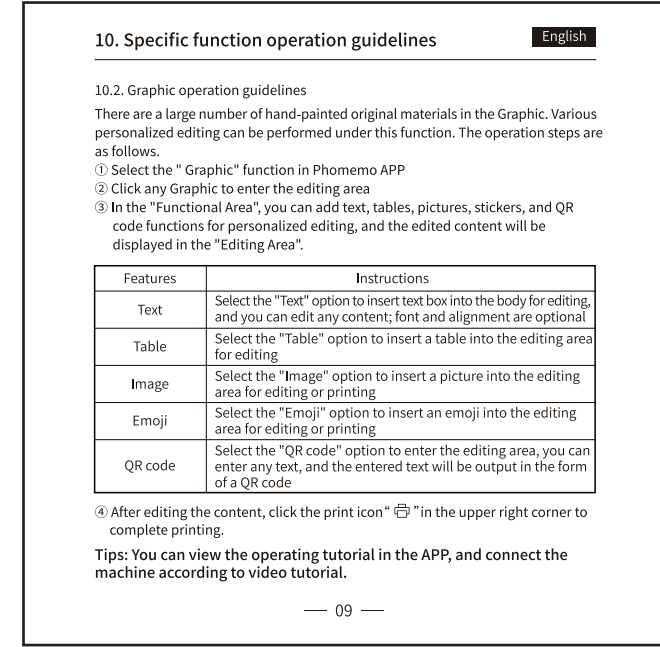 10. Specific function operation guidelines
English
10.2. Graphic operation guidelines
There are a large number of hand-painted original materials in the Graphic. Various
personalized editing can be performed under this function. The operation steps are
as follows.
① Select the " Graphic" function in Phomemo APP
② Click any Graphic to enter the editing area
③ In the "Functional Area", you can add text, tables, pictures, stickers, and QR
code functions for personalized editing, and the edited content will be
displayed in the "Editing Area".
Features Instructions
Text
Select the "Text" option to insert text box into the body for editing,
and you can edit any content; font and alignment are optional
Table
Select the "Table" option to insert a table into the editing area
for editing
Image
Select the "Image" option to insert a picture into the editing
area for editing or printing
Emoji
Select the "Emoji" option to insert an emoji into the editing
area for editing or printing
QR code
Select the "QR code" option to enter the editing area, you can
enter any text, and the entered text will be output in the form
of a QR code
④ After editing the content, click the print icon“ ”in the upper right corner to
complete printing.
Tips: You can view the operating tutorial in the APP, and connect the
machine according to video tutorial.
— 09 —